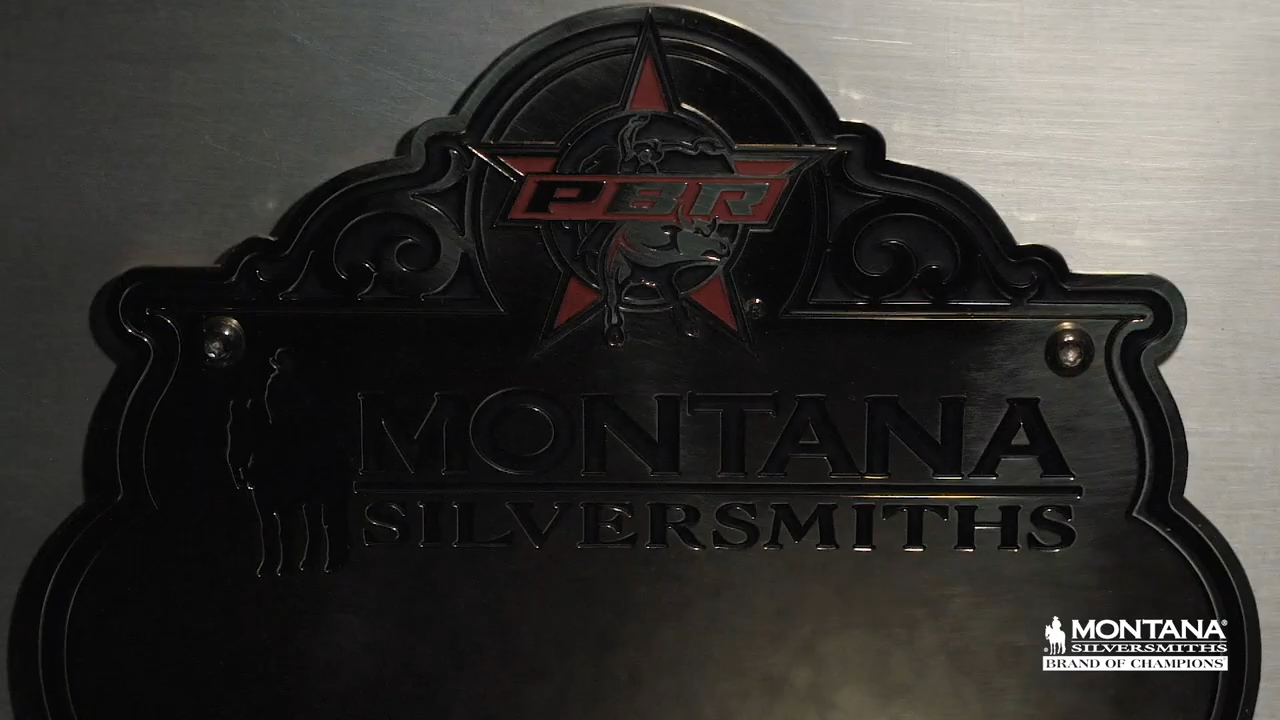 PBR
®
MONTANA
SILVERSMITHS
MONTANA®
SILVERSMITHS
BRAND OF CHAMPIONS